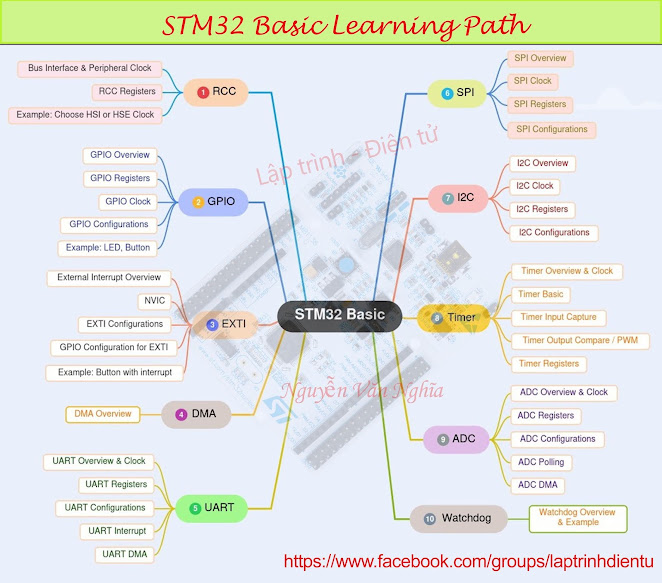 STM32 Basic Learning Path
Bus Interface & Peripheral Clock
RCC Registers
Example: Choose HSI or HSE Clock
1 RCC
GPIO Overview
GPIO Registers
GPIO Clock
GPIO Configurations
Example: LED, Button
2 GPIO
External Interrupt Overview
NVIC
EXTI Configurations
GPIO Configuration for EXTI
Example: Button with interrupt
3 EXTI
DMA Overview
4 DMA
UART Overview & Clock
UART Registers
UART Configurations
UART Interrupt
UART DMA
5 UART
STM32 Basic
Lập trình - Điện tử
Nguyễn Văn Nghĩa
6 SPI
SPI Overview
SPI Clock
SPI Registers
SPI Configurations
7 I2C
I2C Overview
I2C Clock
I2C Registers
I2C Configurations
8 Timer
Timer Overview & Clock
Timer Basic
Timer Input Capture
Timer Output Compare / PWM
Timer Registers
9 ADC
ADC Overview & Clock
ADC Registers
ADC Configurations
ADC Polling
ADC DMA
10 Watchdog
Watchdog Overview
& Example
https://www.facebook.com/groups/laptrinhdientu